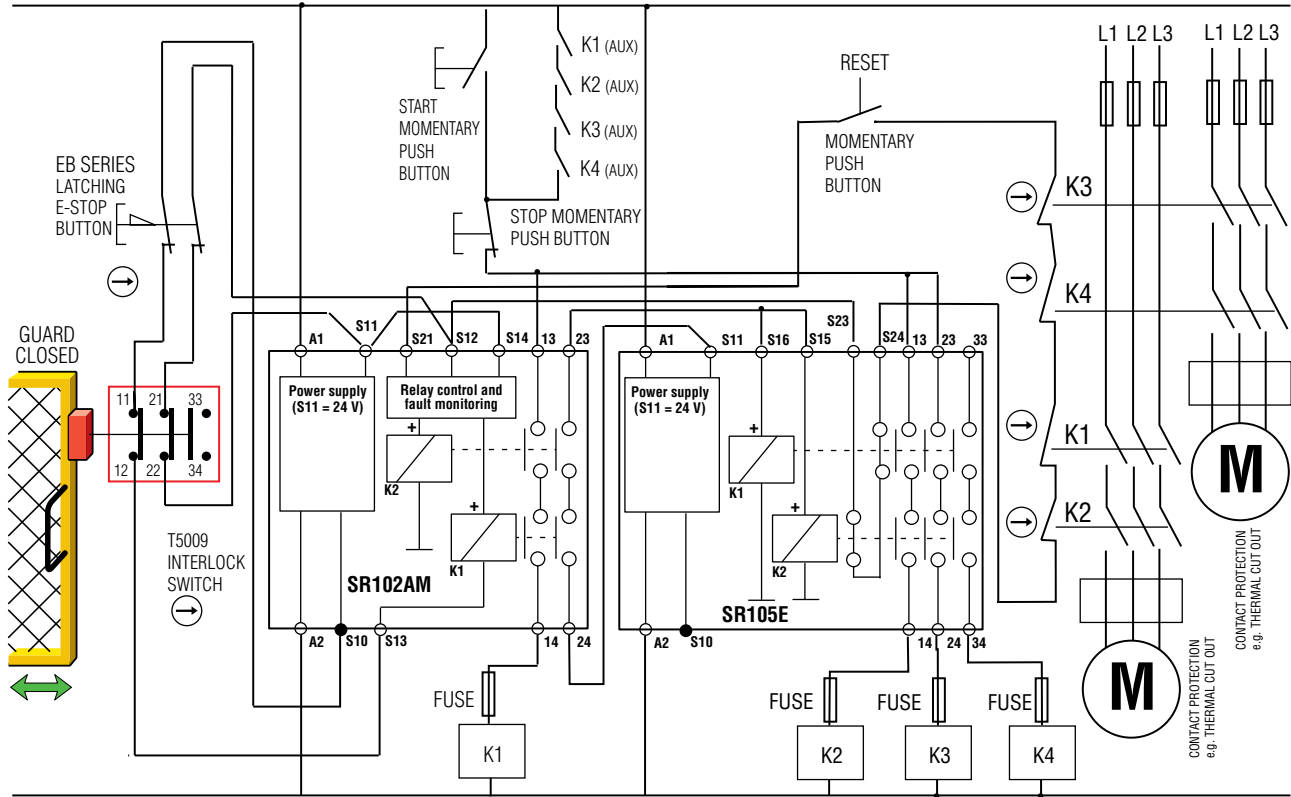 K1 (AUX)
K2 (AUX)
K3 (AUX)
K4 (AUX)
START
MOMENTARY
PUSH
BUTTON
STOP MOMENTARY
PUSH BUTTON
RESET
MOMENTARY
PUSH
BUTTON
L1 L2 L3
L1 L2 L3
EB SERIES
LATCHING
E-STOP
BUTTON
K3
K4
K1
K2
GUARD
CLOSED
11 21 33
12 22 34
T5009
INTERLOCK
SWITCH
A1 S11 S21 S12 S14 13 23
Power supply
(S11 = 24 V)
Relay control and
fault monitoring
+
K2
+
K1
SR102AM
A2 S10 S13 14 24
A1 S11 S16 S15 S23 S24 13 23 33
Power supply
(S11 = 24 V)
+
K1
+
K2
SR105E
A2 S10 14 24 34
FUSE
K1
FUSE
K2
FUSE
K3
FUSE
K4
M
CONTACT PROTECTION
e.g. THERMAL CUT OUT
M
CONTACT PROTECTION
e.g. THERMAL CUT OUT